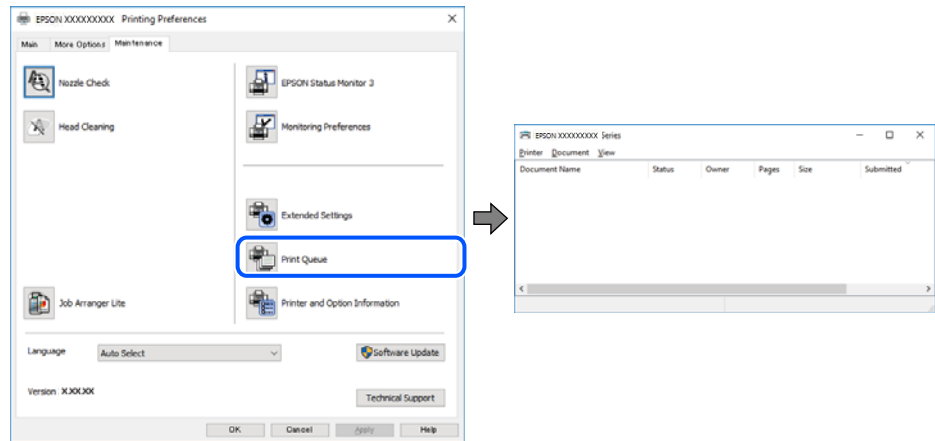 EPSON XXXXXXXXX Printing Preferences
Main More Options Maintenance
Nozzle Check
EPSON Status Monitor 3
Head Cleaning
Monitoring Preferences
Extended Settings
Print Queue
Job Arranger Lite
Printer and Option Information
Language Auto Select
Software Update
Version X.XX.XX
Technical Support
OK Cancel Apply Help
EPSON XXXXXXXXX Series
Printer Document View
Document Name Status Owner Pages Size Submitted